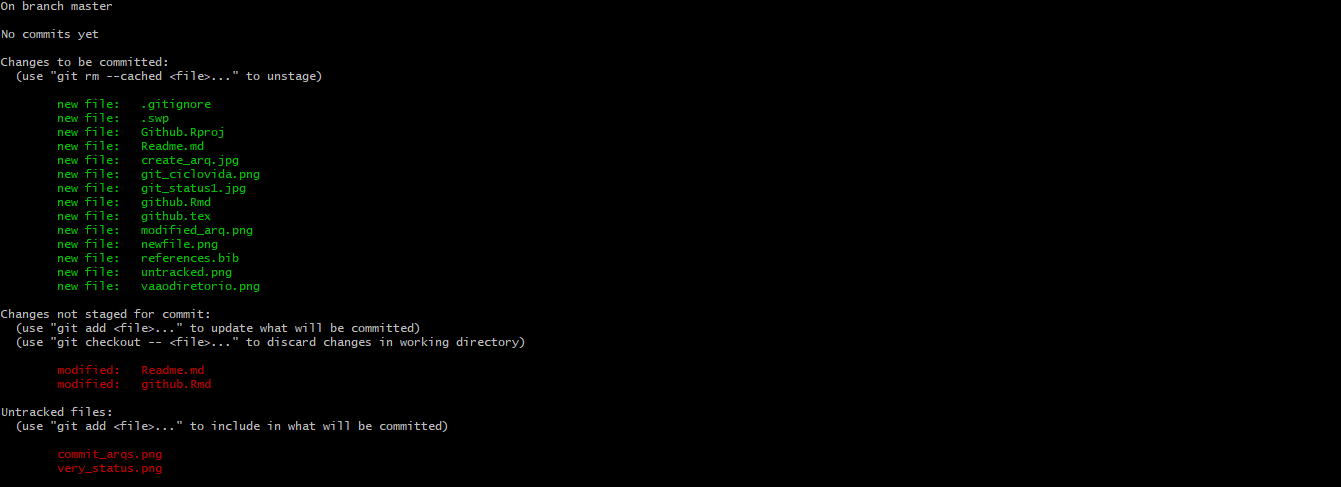 On branch master
No commits yet
Changes to be committed:
(use "git rm --cached <file>..." to unstage)
new file: .gitignore
new file: .swp
new file: Github.Rproj
new file: Readme.md
new file: create_arq.jpg
new file: git_ciclovida.png
new file: git_status1.jpg
new file: github.Rmd
new file: github.tex
new file: modified_arq.png
new file: newfile.png
new file: references.bib
new file: untracked.png
new file: vaaodiretorio.png
Changes not staged for commit:
(use "git add <file>..." to update what will be committed)
(use "git checkout -- <file>..." to discard changes in working directory)
modified: Readme.md
modified: github.Rmd
Untracked files:
(use "git add <file>..." to include in what will be committed)
commit_arqs.png
very_status.png